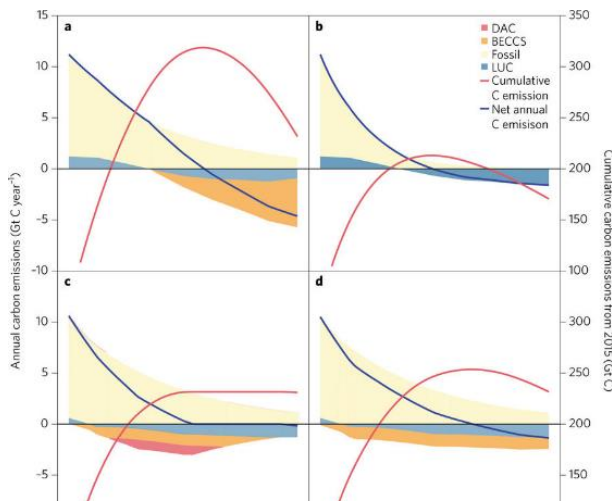 a
b
DAC
BECCS
Fossil
LUC
Cumulative
C emission
Net annual
C emisison
15
10
5
0
−5
−10
350
300
250
200
150
100
c
d
10
5
0
−5
300
250
200
150
Annual carbon emissions (Gt C year⁻¹)
Cumulative carbon emissions from 2015 (Gt C)